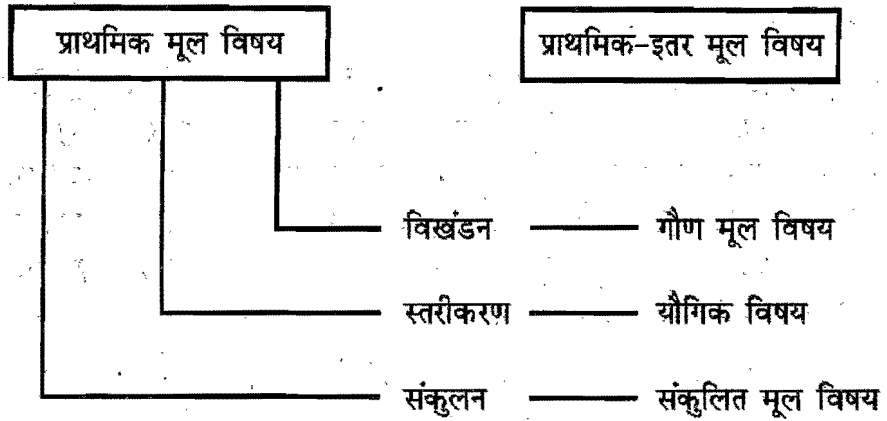 प्राथमिक मूल विषय प्राथमिक-इतर मूल विषय
विखंडन गौण मूल विषय
स्तरीकरण यौगिक विषय
संकुलन संकुलित मूल विषय